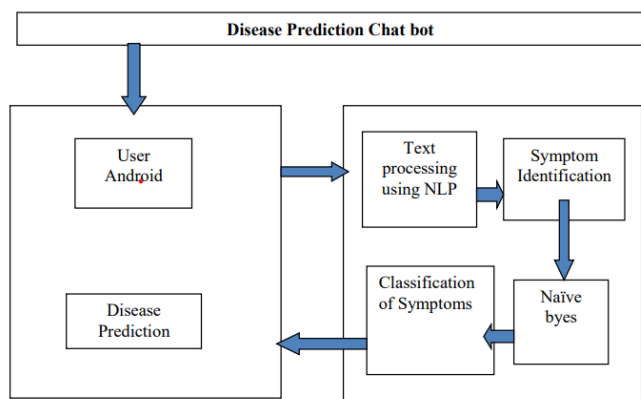 Disease Prediction Chat bot
User
Android
Text
processing
using NLP
Symptom
Identification
Naïve
byes
Classification
of Symptoms
Disease
Prediction